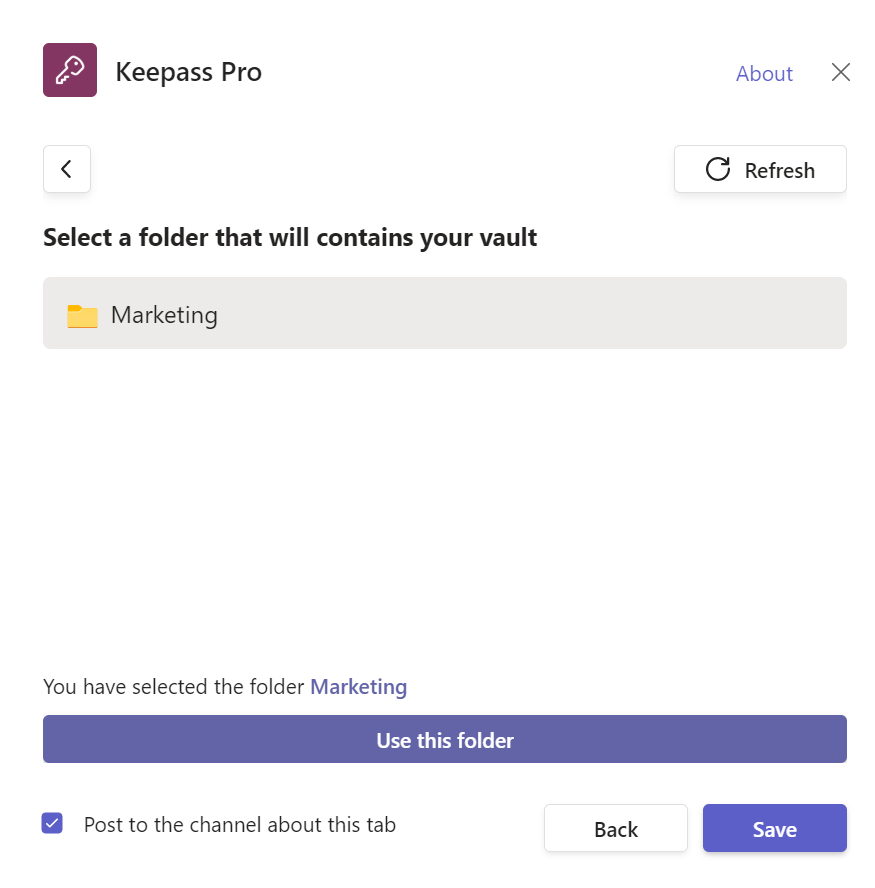 Keepass Pro
About
Refresh
Select a folder that will contains your vault
Marketing
You have selected the folder Marketing
Use this folder
Post to the channel about this tab
Back
Save